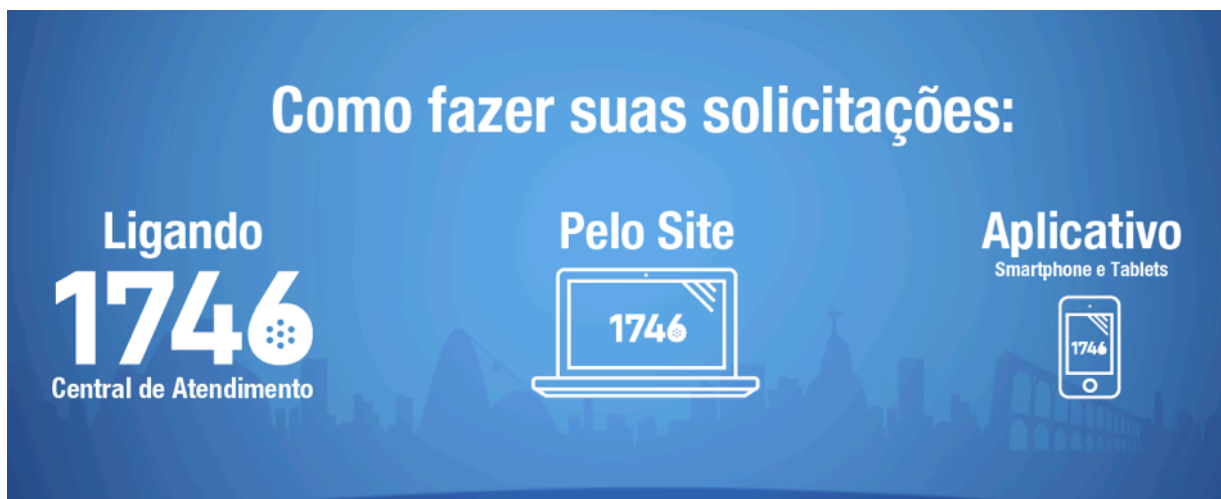 Como fazer suas solicitações:
Ligando
1746
Central de Atendimento
Pelo Site
1746
Aplicativo
Smartphone e Tablets
1746